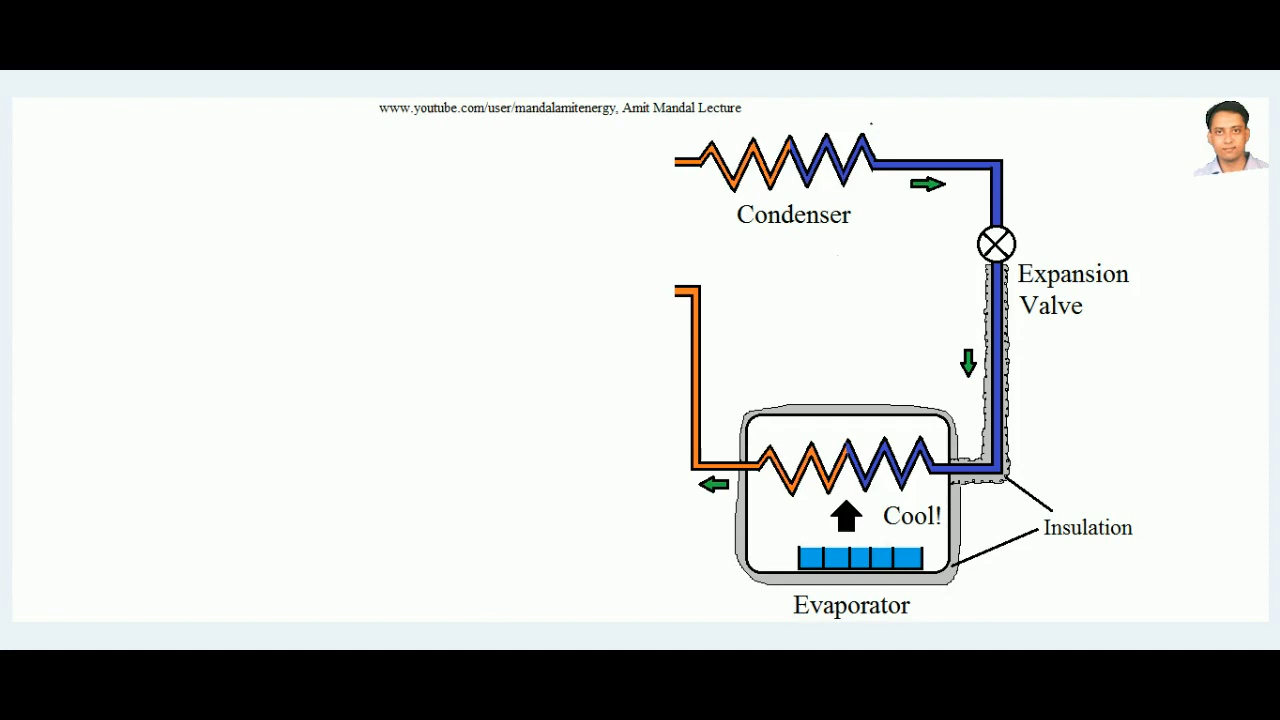 www.youtube.com/user/mandalamitenergy, Amit Mandal Lecture
Condenser
Expansion
Valve
Cool!
Insulation
Evaporator